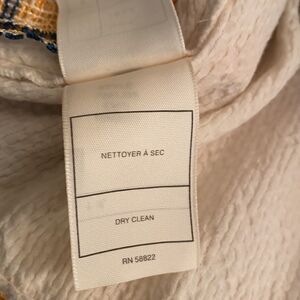 NETTOYER À SEC
DRY CLEAN
RN 58822